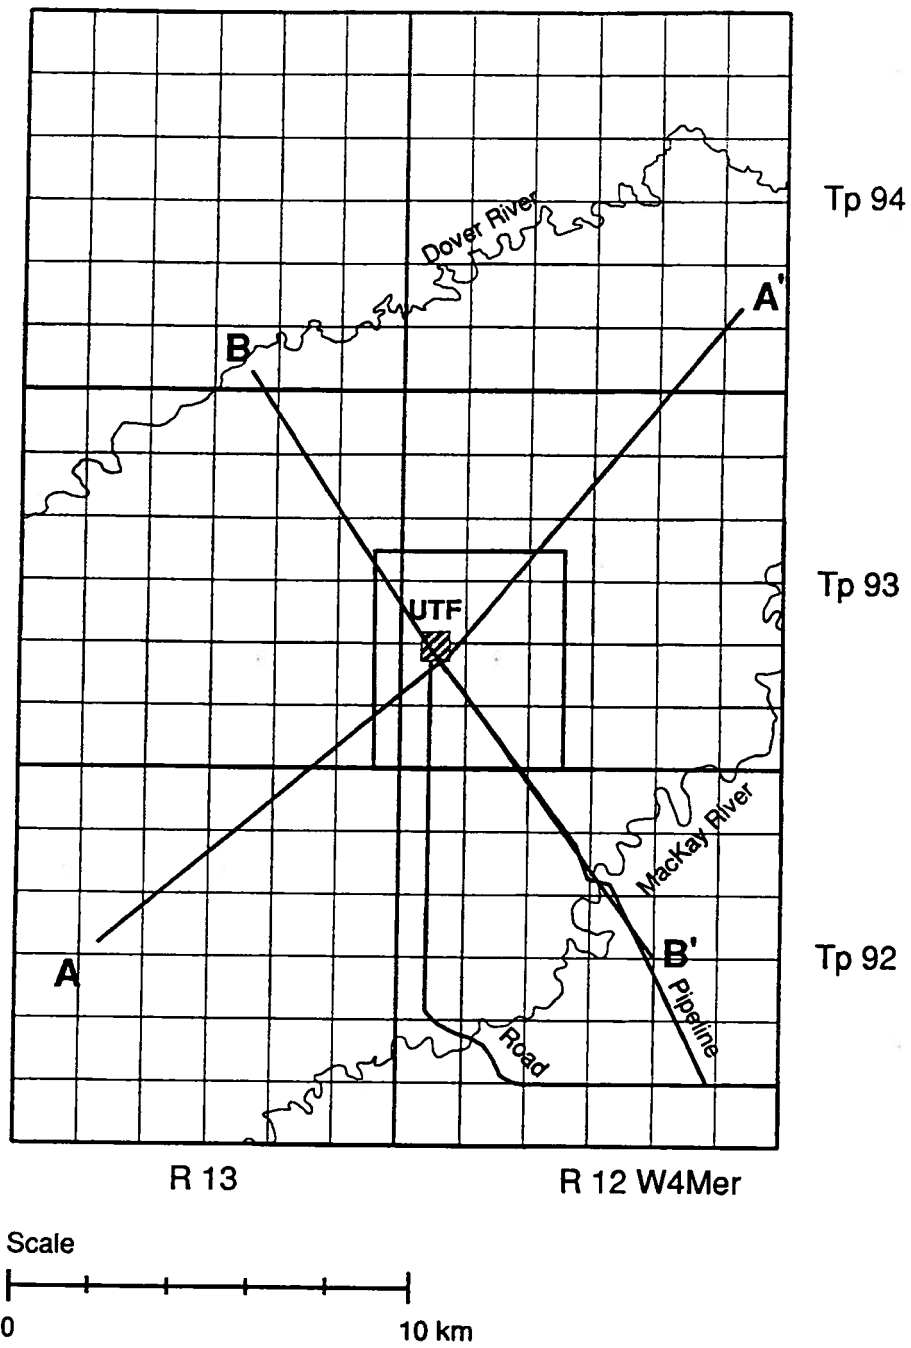 Tp 94
Dover River
A'
B
Tp 93
UTF
MacKay River
B'
A
Tp 92
Pipeline
Road
R 13
R 12 W4Mer
Scale
0
10 km